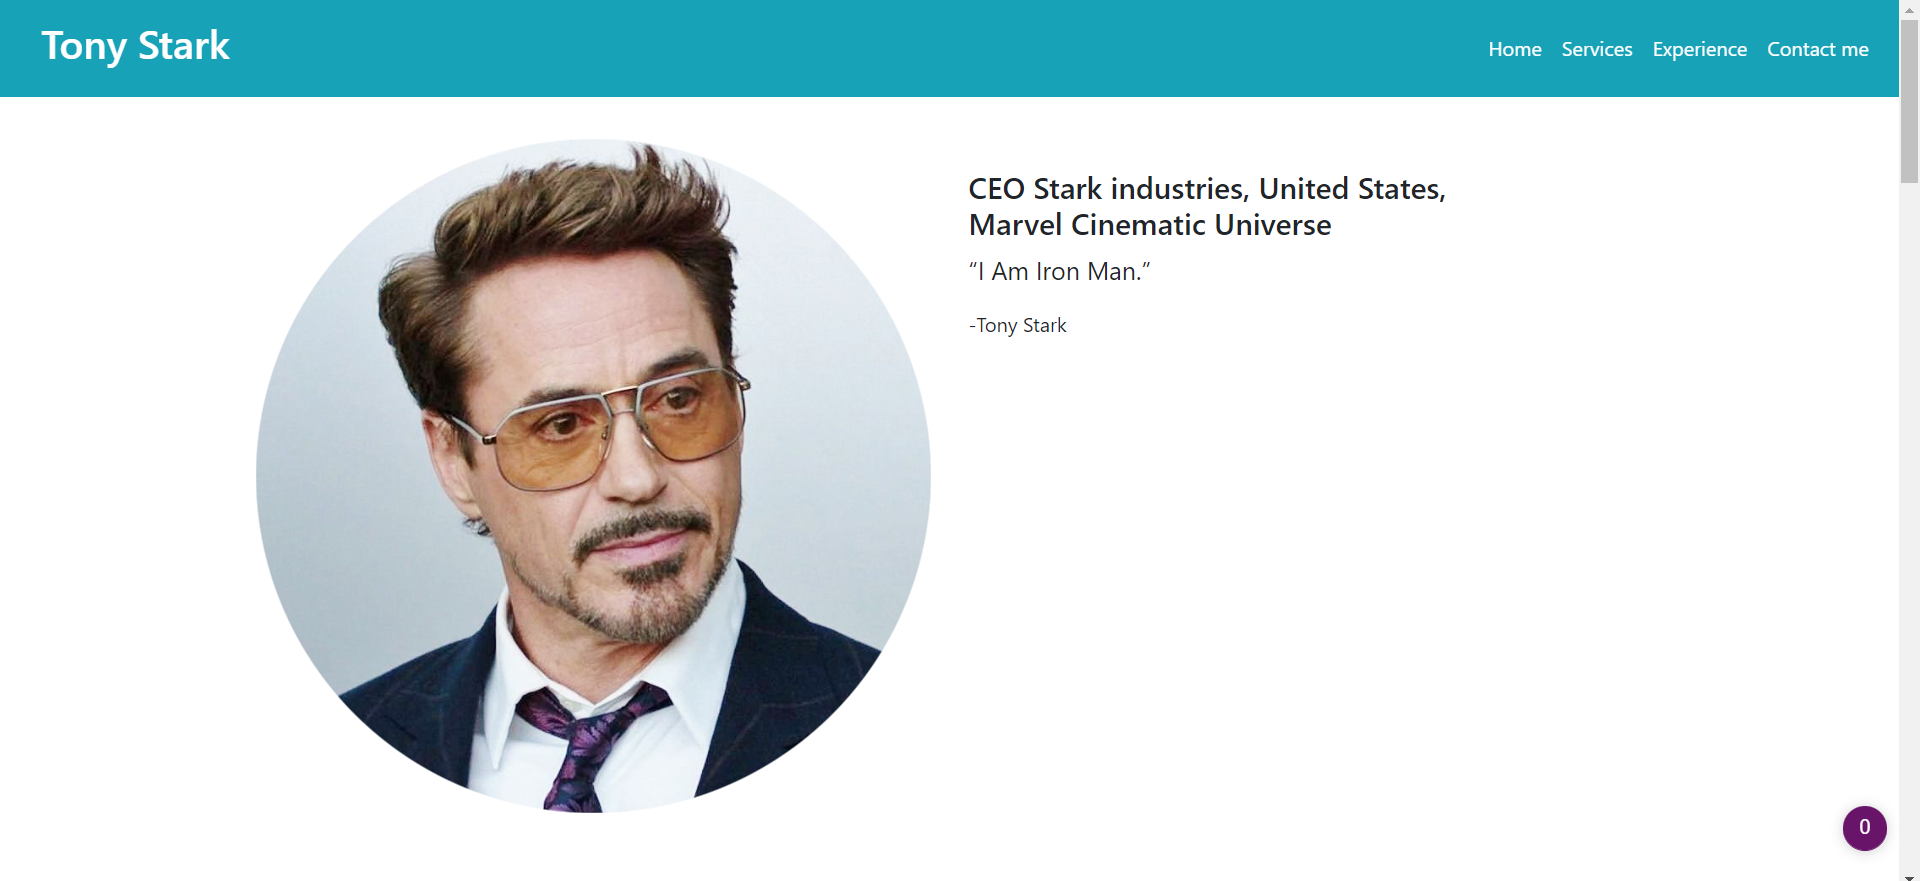 Tony Stark
Home Services Experience Contact me
CEO Stark industries, United States,
Marvel Cinematic Universe
“I Am Iron Man.”
-Tony Stark
0